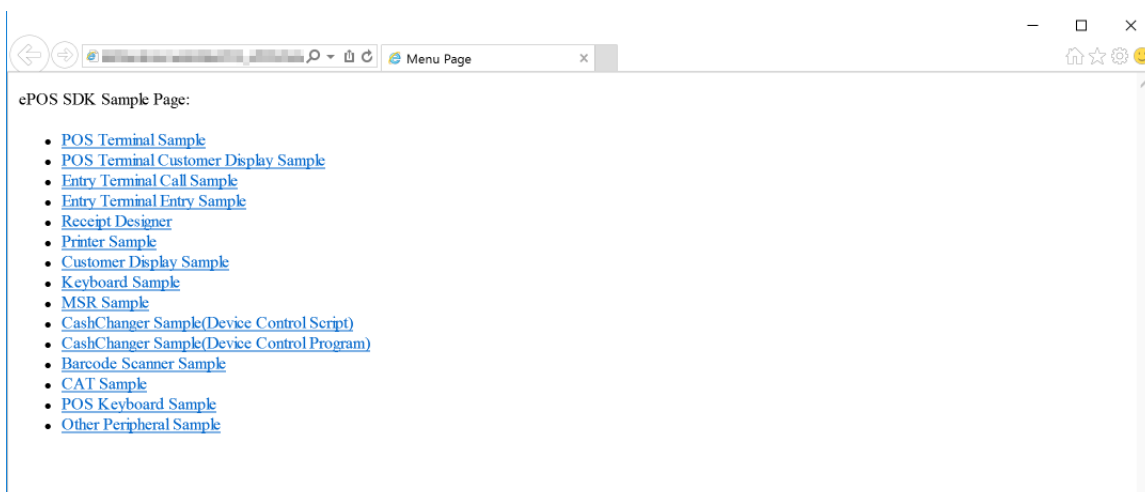 Menu Page
ePOS SDK Sample Page:
POS Terminal Sample
POS Terminal Customer Display Sample
Entry Terminal Call Sample
Entry Terminal Entry Sample
Receipt Designer
Printer Sample
Customer Display Sample
Keyboard Sample
MSR Sample
CashChanger Sample(Device Control Script)
CashChanger Sample(Device Control Program)
Barcode Scanner Sample
CAT Sample
POS Keyboard Sample
Other Peripheral Sample